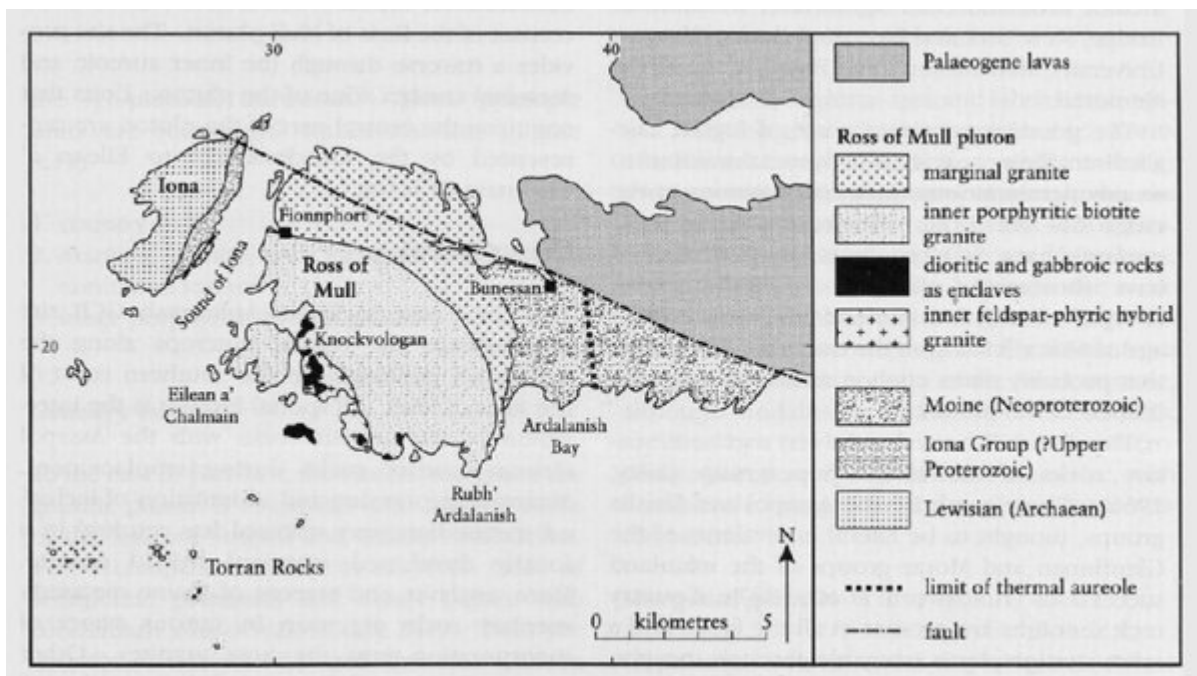 30
40
20
Iona
Sound of Iona
Fionnphort
Ross of
Mull
Bunessan
Knockvologan
Eilean a'
Chalmain
Ardalanish
Bay
Rubh'
Ardalanish
Torran Rocks
N
0 kilometres 5
Palaeogene lavas
Ross of Mull pluton
marginal granite
inner porphyritic biotite
granite
dioritic and gabbroic rocks
as enclaves
inner feldspar-phyric hybrid
granite
Moine (Neoproterozoic)
Iona Group (?Upper
Proterozoic)
Lewisian (Archaean)
limit of thermal aureole
fault